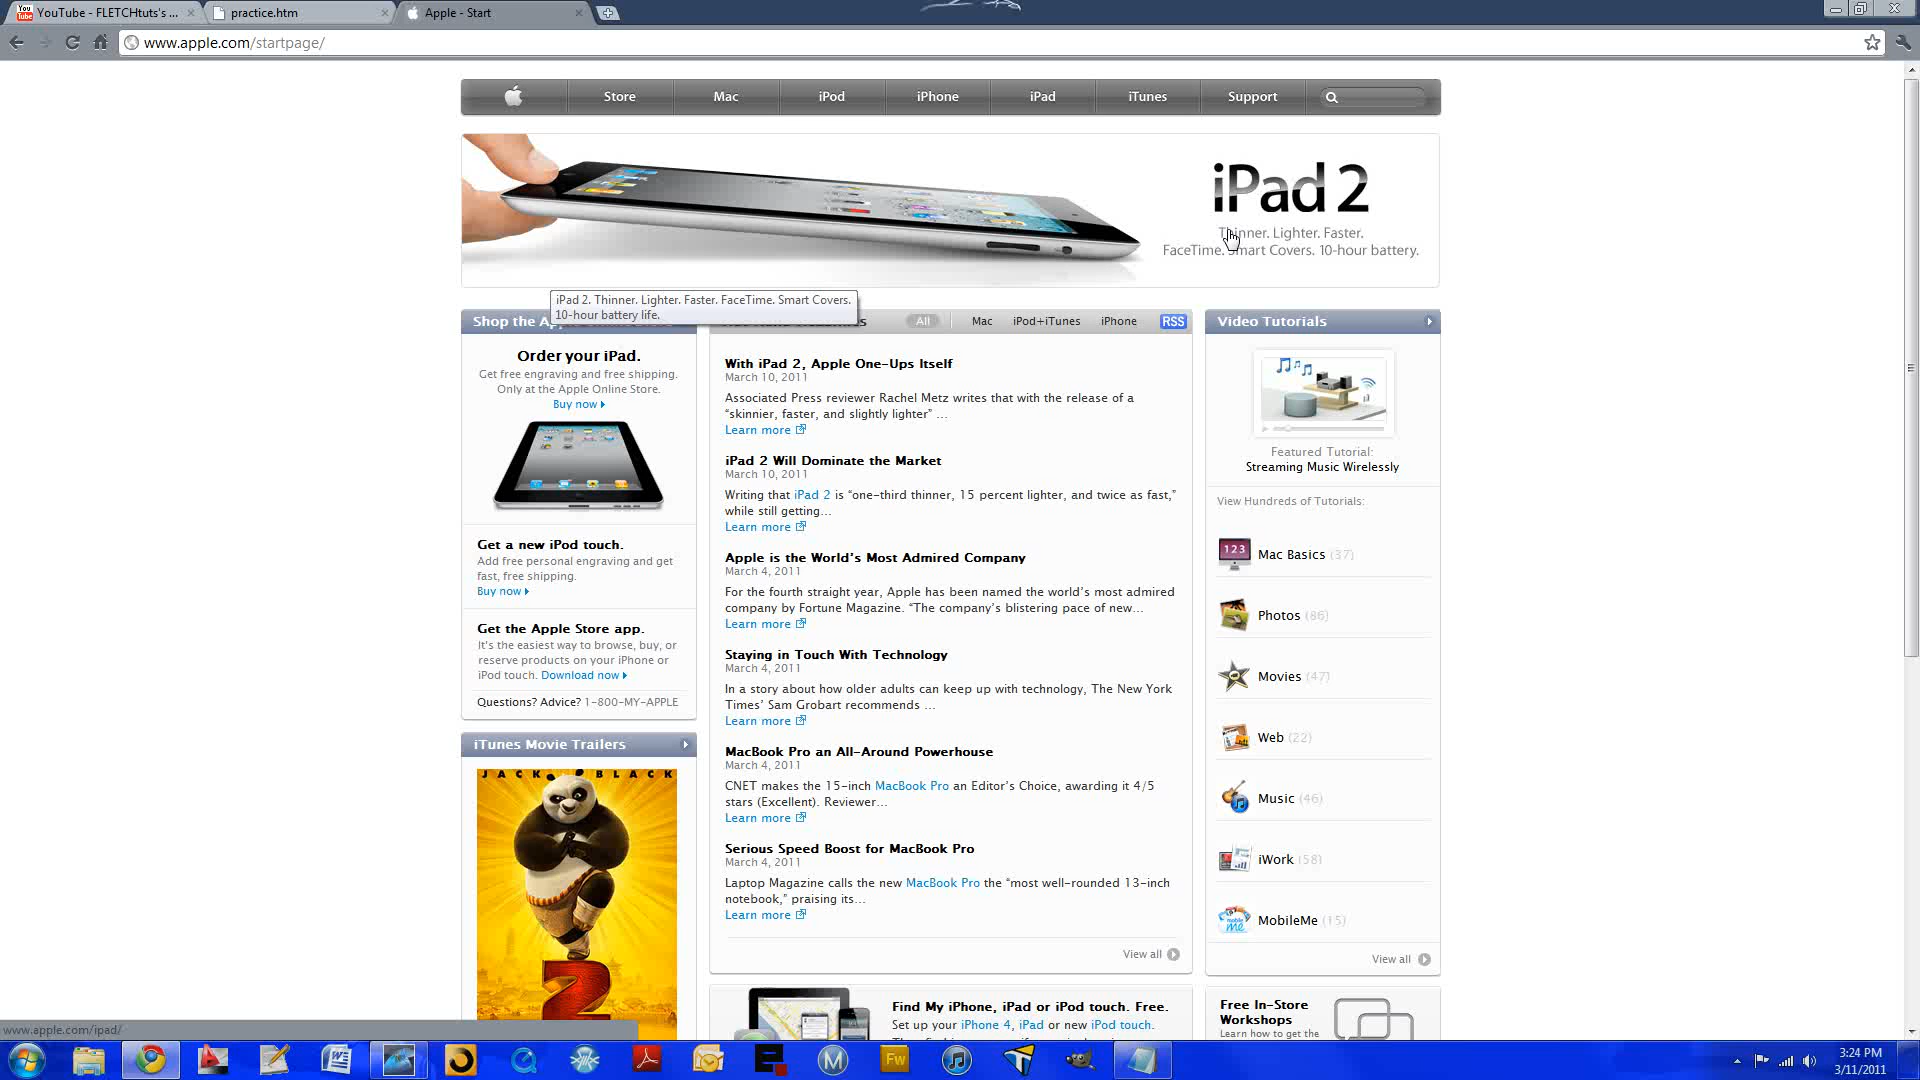 YouTube - FLETCHtuts's ...
practice.htm
Apple - Start
www.apple.com/startpage/
Store
Mac
iPod
iPhone
iPad
iTunes
Support
iPad 2
Thinner. Lighter. Faster.
FaceTime. Smart Covers. 10-hour battery.
iPad 2. Thinner. Lighter. Faster. FaceTime. Smart Covers.
10-hour battery life.
Shop the
All
Mac
iPod+iTunes
iPhone
RSS
Order your iPad.
Get free engraving and free shipping.
Only at the Apple Online Store.
Buy now
Get a new iPod touch.
Add free personal engraving and get
fast, free shipping.
Buy now
Get the Apple Store app.
It's the easiest way to browse, buy, or
reserve products on your iPhone or
iPod touch. Download now
Questions? Advice? 1-800-MY-APPLE
iTunes Movie Trailers
JACK BLACK
2
With iPad 2, Apple One-Ups Itself
March 10, 2011
Associated Press reviewer Rachel Metz writes that with the release of a
“skinnier, faster, and slightly lighter” ...
Learn more
iPad 2 Will Dominate the Market
March 10, 2011
Writing that iPad 2 is “one-third thinner, 15 percent lighter, and twice as fast,”
while still getting...
Learn more
Apple is the World’s Most Admired Company
March 4, 2011
For the fourth straight year, Apple has been named the world’s most admired
company by Fortune Magazine. “The company’s blistering pace of new...
Learn more
Staying in Touch With Technology
March 4, 2011
In a story about how older adults can keep up with technology, The New York
Times’ Sam Grobart recommends ...
Learn more
MacBook Pro an All-Around Powerhouse
March 4, 2011
CNET makes the 15-inch MacBook Pro an Editor’s Choice, awarding it 4/5
stars (Excellent). Reviewer...
Learn more
Serious Speed Boost for MacBook Pro
March 4, 2011
Laptop Magazine calls the new MacBook Pro the “most well-rounded 13-inch
notebook,” praising its...
Learn more
View all
Find My iPhone, iPad or iPod touch. Free.
Set up your iPhone 4, iPad or new iPod touch.
Video Tutorials
Featured Tutorial:
Streaming Music Wirelessly
View Hundreds of Tutorials:
123
Mac Basics (37)
Photos (86)
Movies (47)
Web (22)
Music (46)
iWork (58)
mobile
me
MobileMe (15)
View all
Free In-Store
Workshops
Learn how to get the
www.apple.com/ipad/
Fw
3:24 PM
3/11/2011